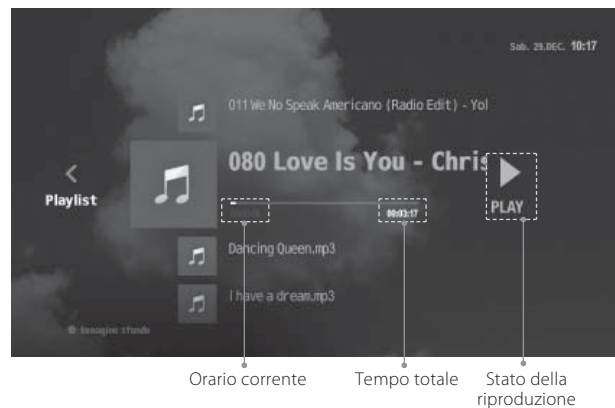 Sab. 29.DEC. 10:17
011 We No Speak Americano (Radio Edit) - Yol
080 Love Is You - Chris
Playlist
00:03:17
PLAY
Dancing Queen.mp3
I have a dream.mp3
Immagine sfondo
Orario corrente
Tempo totale
Stato della
riproduzione